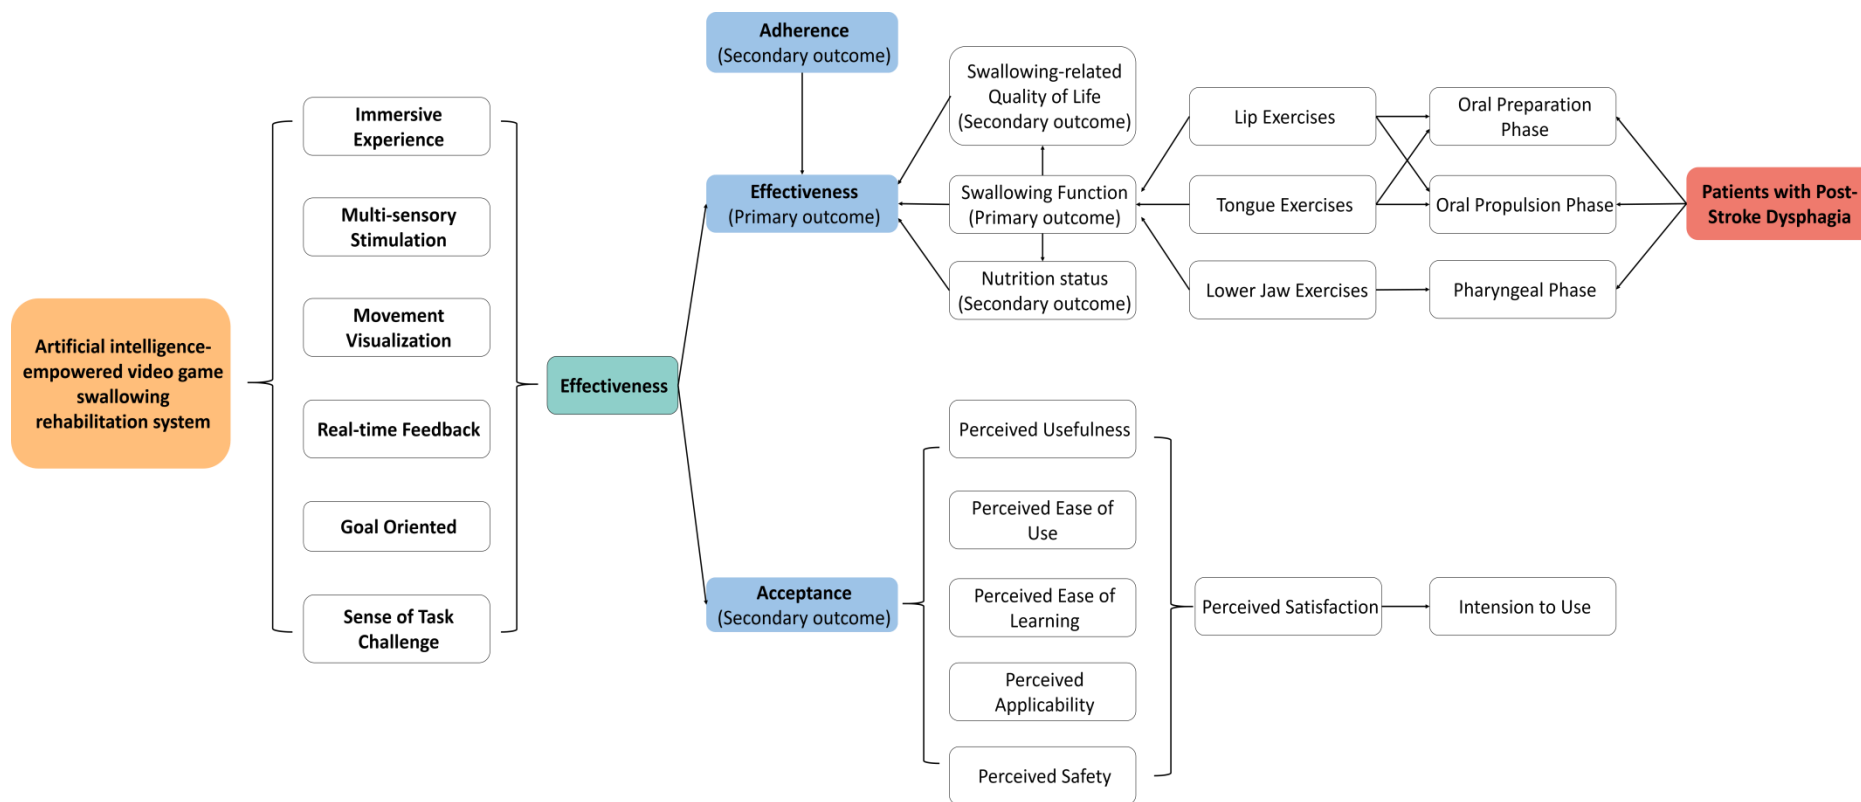 Artificial intelligence-
empowered video game
swallowing
rehabilitation system
Immersive
Experience
Multi-sensory
Stimulation
Movement
Visualization
Real-time Feedback
Goal Oriented
Sense of Task
Challenge
Effectiveness
Adherence
(Secondary outcome)
Effectiveness
(Primary outcome)
Acceptance
(Secondary outcome)
Swallowing-related
Quality of Life
(Secondary outcome)
Swallowing Function
(Primary outcome)
Nutrition status
(Secondary outcome)
Lip Exercises
Tongue Exercises
Lower Jaw Exercises
Oral Preparation
Phase
Oral Propulsion Phase
Pharyngeal Phase
Patients with Post-
Stroke Dysphagia
Perceived Usefulness
Perceived Ease of
Use
Perceived Ease of
Learning
Perceived
Applicability
Perceived Safety
Perceived Satisfaction
Intension to Use